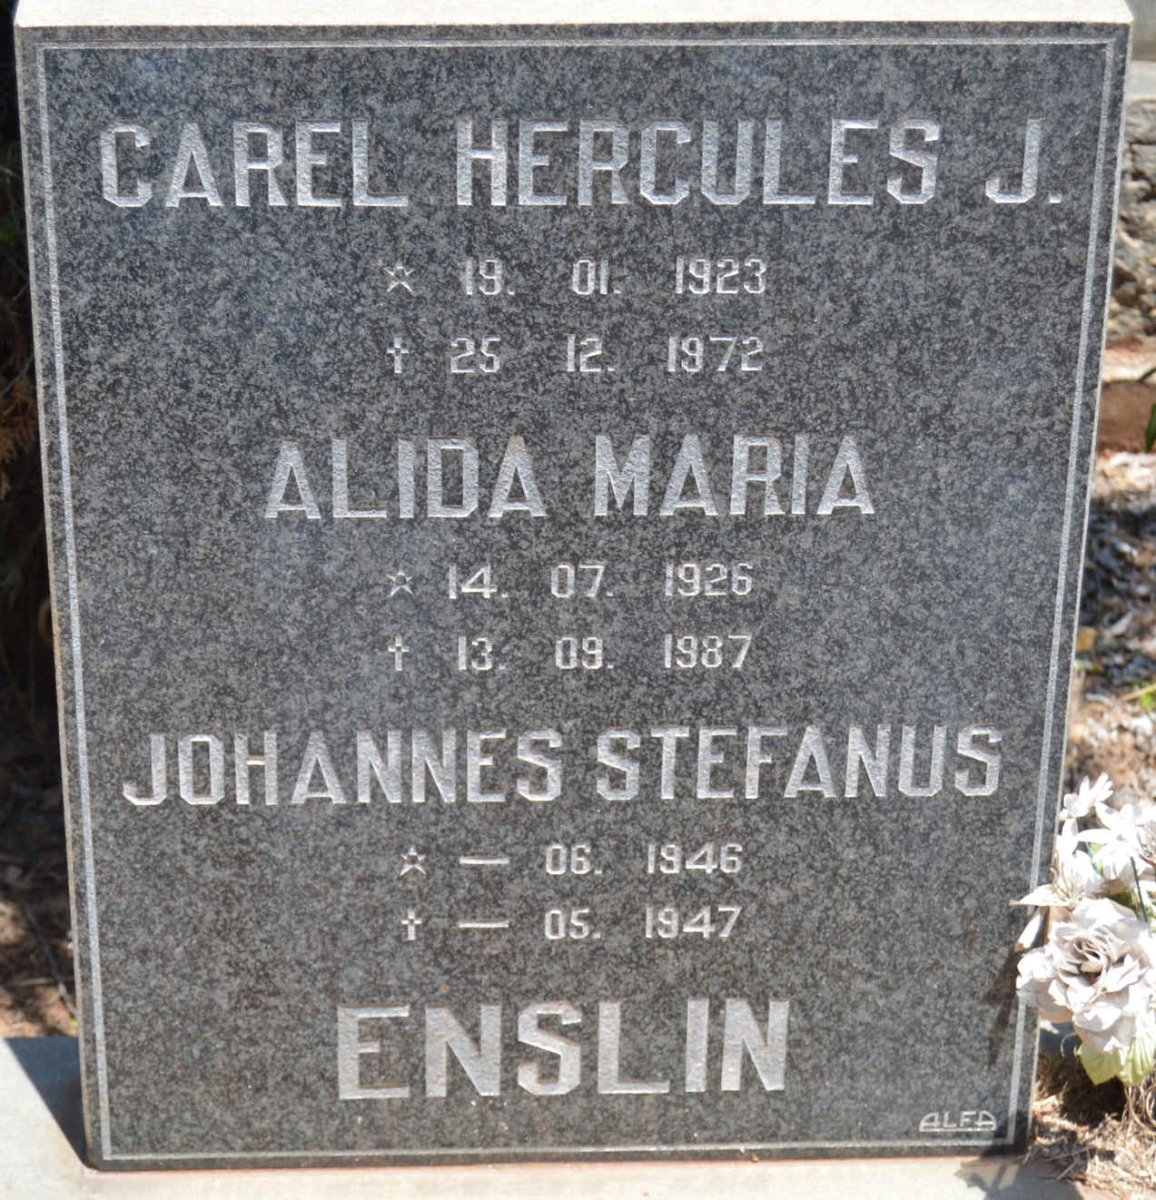 CAREL HERCULES J.
☆ 19. 01. 1923
† 25 12. 1972
ALIDA MARIA
☆ 14. 07. 1926
† 13. 09. 1987
JOHANNES STEFANUS
☆ — 06. 1946
† — 05. 1947
ENSLIN
ALFA